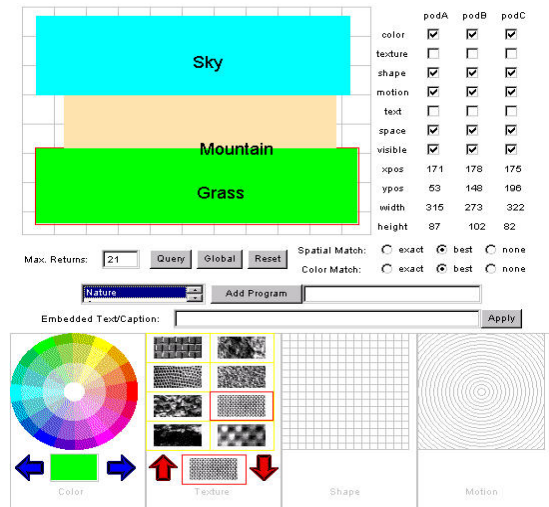 podA podB podC
color
texture
shape
motion
text
space
visible
xpos 171 178 175
ypos 53 148 196
width 315 273 322
height 87 102 82
Sky
Mountain
Grass
Max. Returns: 21 Query Global Reset
Spatial Match: exact best none
Color Match: exact best none
Nature Add Program
Embedded Text/Caption: Apply
Color Texture Shape Motion